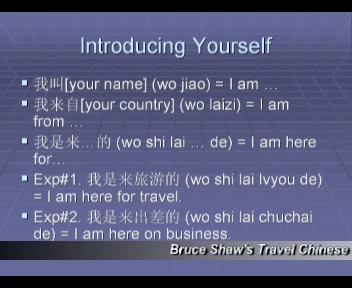 Introducing Yourself
我叫[your name] (wo jiao) = I am …
我来自[your country] (wo laizi) = I am
from …
我是来…的 (wo shi lai … de) = I am here
for…
Exp#1. 我是来旅游的 (wo shi lai lvyou de)
= I am here for travel.
Exp#2. 我是来出差的 (wo shi lai chuchai
de) = I am here on business.
Bruce Shaw's Travel Chinese